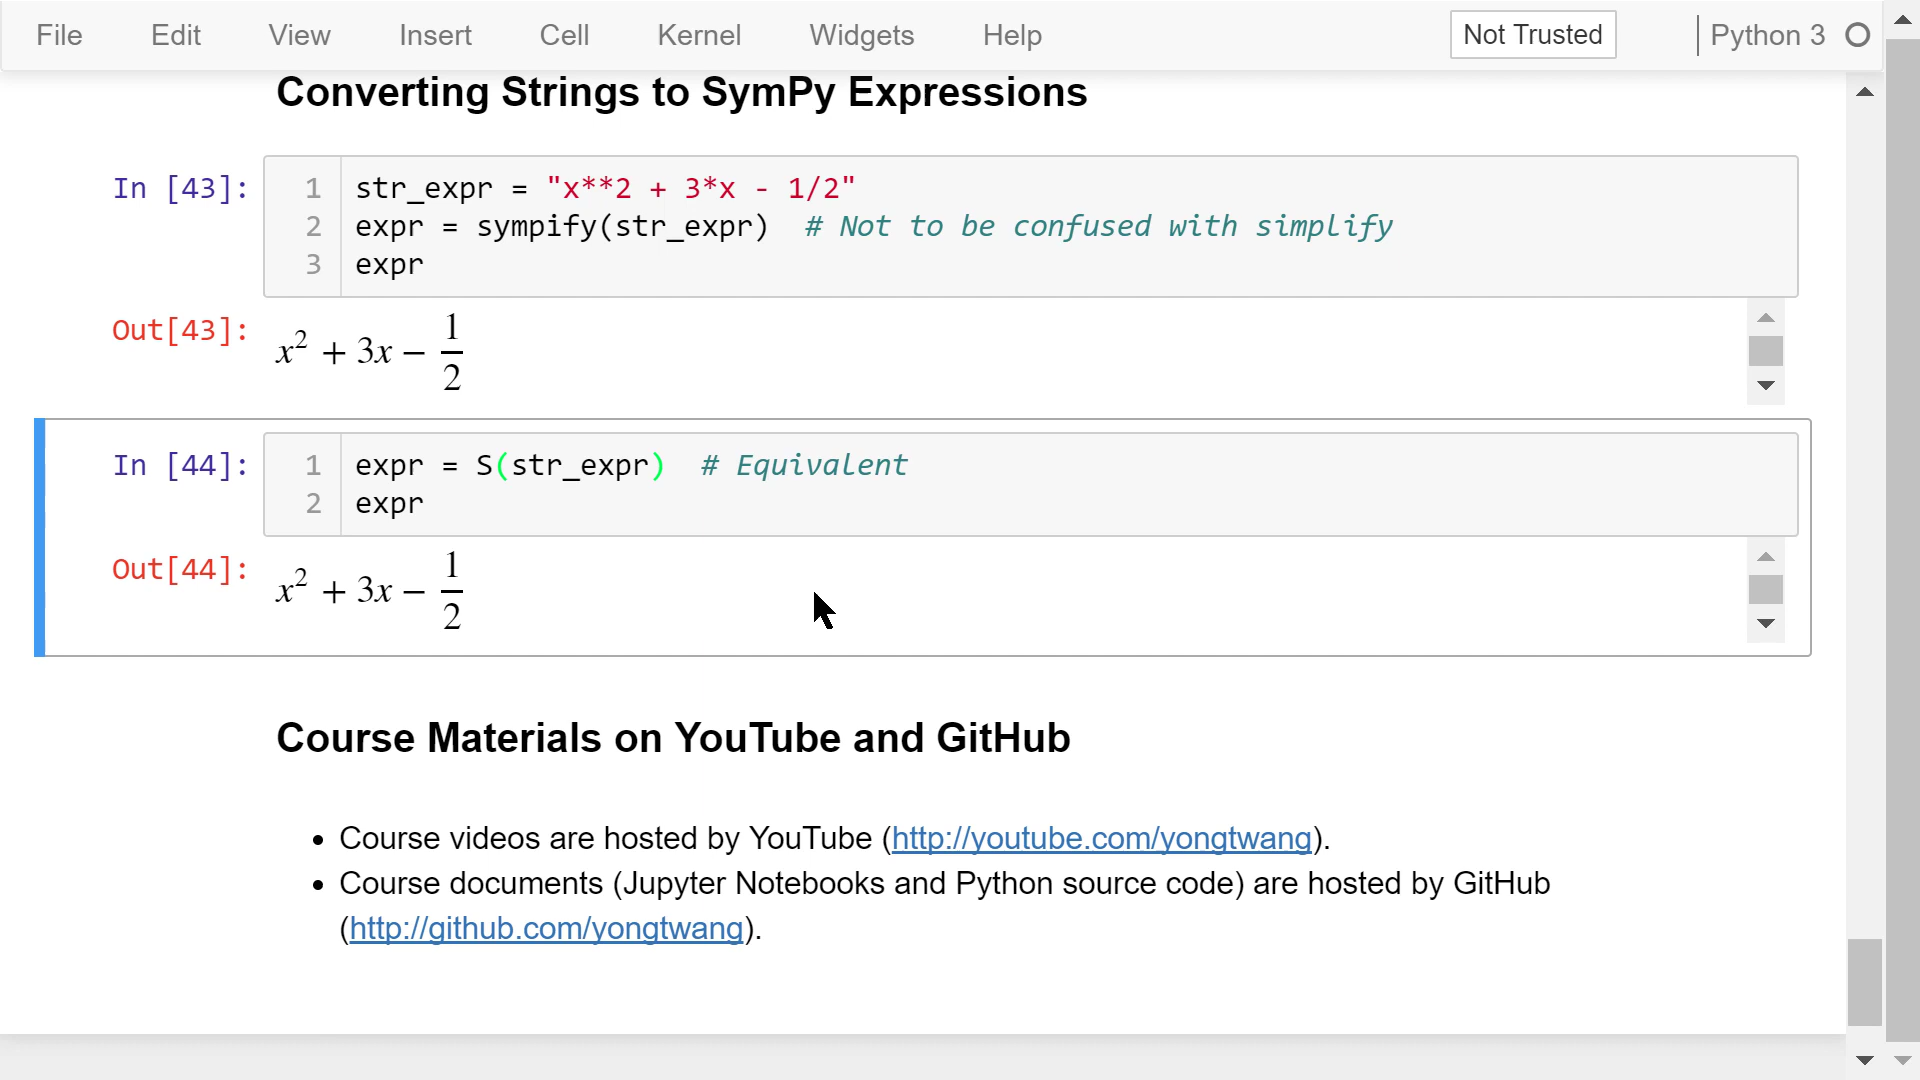 File Edit View Insert Cell Kernel Widgets Help Not Trusted Python 3
Converting Strings to SymPy Expressions
In [43]:
1 str_expr = "x**2 + 3*x - 1/2"
2 expr = sympify(str_expr)  # Not to be confused with simplify
3 expr
Out[43]: x² + 3x − 1/2
In [44]:
1 expr = S(str_expr)  # Equivalent
2 expr
Out[44]: x² + 3x − 1/2
Course Materials on YouTube and GitHub
• Course videos are hosted by YouTube (http://youtube.com/yongtwang).
• Course documents (Jupyter Notebooks and Python source code) are hosted by GitHub
(http://github.com/yongtwang).